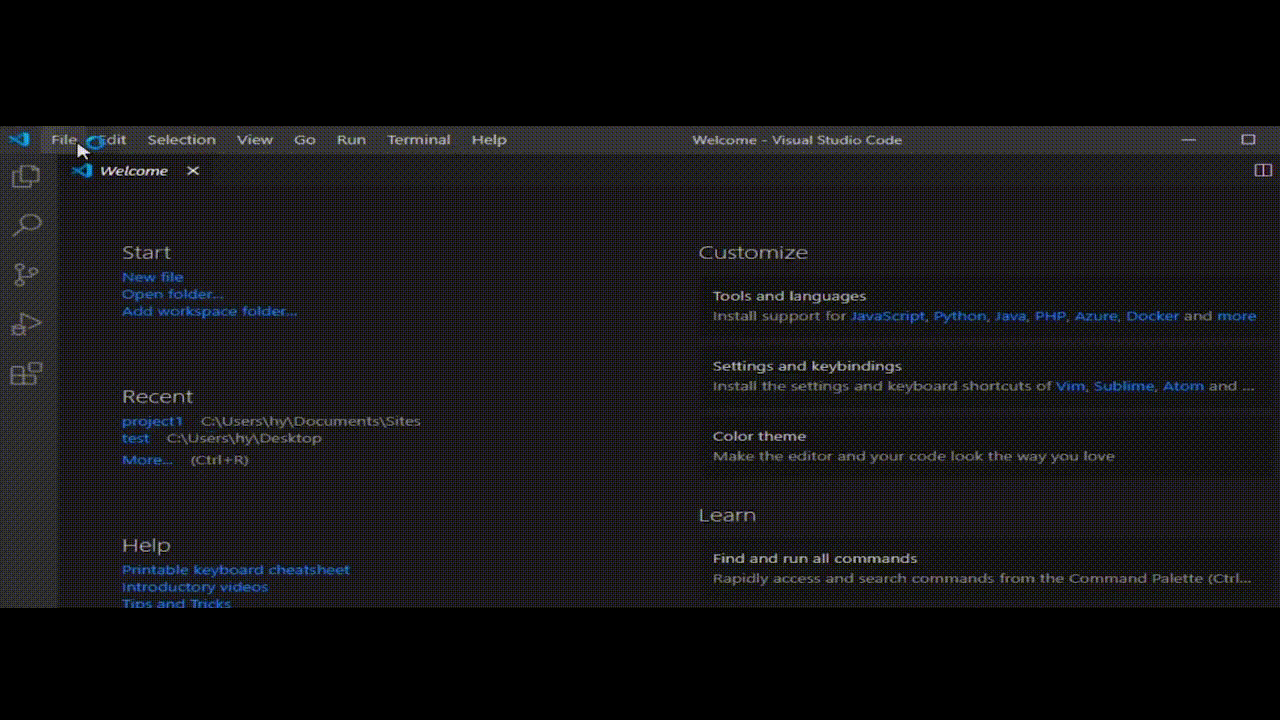 File Edit Selection View Go Run Terminal Help Welcome - Visual Studio Code
Welcome
Start
New file
Open folder...
Add workspace folder...
Recent
project1 C:\Users\hy\Documents\Sites
test C:\Users\hy\Desktop
More... (Ctrl+R)
Help
Printable keyboard cheatsheet
Introductory videos
Tips and Tricks
Customize
Tools and languages
Install support for JavaScript, Python, Java, PHP, Azure, Docker and more
Settings and keybindings
Install the settings and keyboard shortcuts of Vim, Sublime, Atom and ...
Color theme
Make the editor and your code look the way you love
Learn
Find and run all commands
Rapidly access and search commands from the Command Palette (Ctrl...